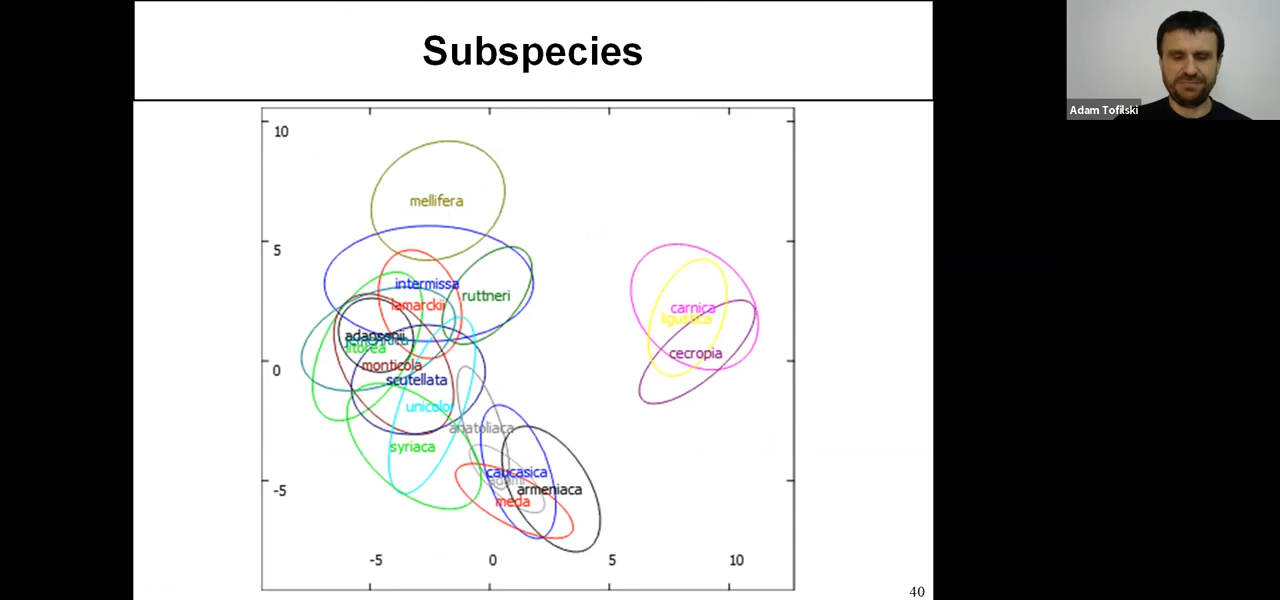 Subspecies
Adam Tofilski
10
mellifera
5
intermissa
ruttneri
lamarckii
carnica
ligustica
adansonii
litorea
cecropia
monticola
0
scutellata
unicolor
anatoliaca
syriaca
caucasica
armeniaca
-5
meda
-5
0
5
10
40